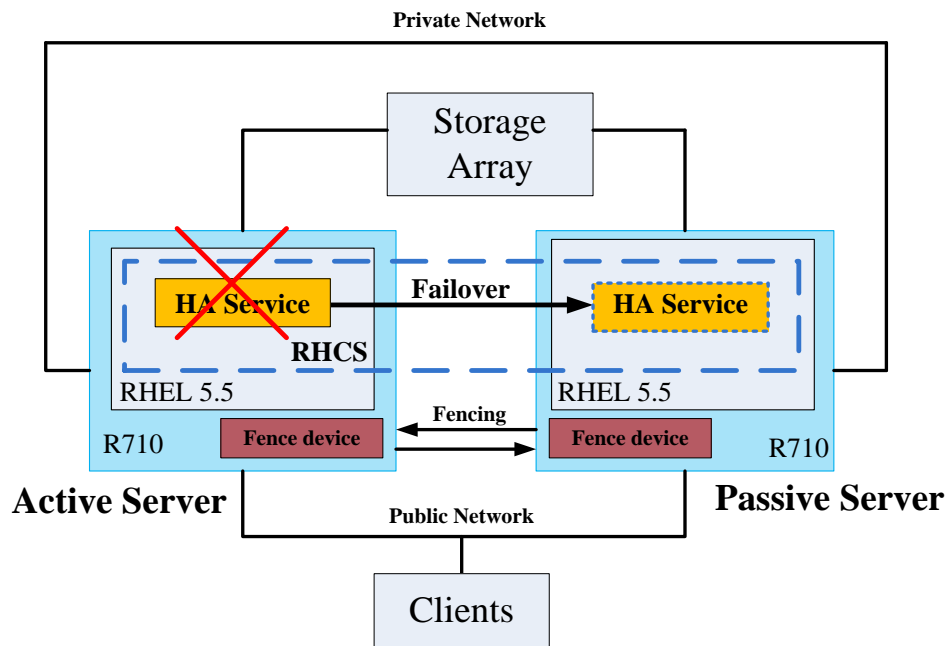 Private Network
Storage
Array
HA Service
Failover
HA Service
RHCS
RHEL 5.5
RHEL 5.5
Fencing
R710
Fence device
Fence device
R710
Active Server
Passive Server
Public Network
Clients